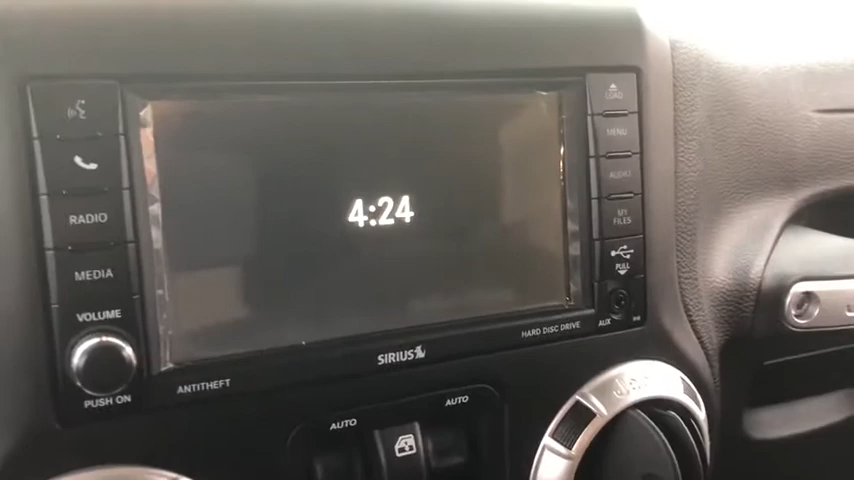 LOAD
MENU
RADIO
AUDIO
4:24
MY
FILES
MEDIA
PULL
VOLUME
AUX
HARD DISC DRIVE
SIRIUS
ANTITHEFT
PUSH ON
AUTO
AUTO
Jeep